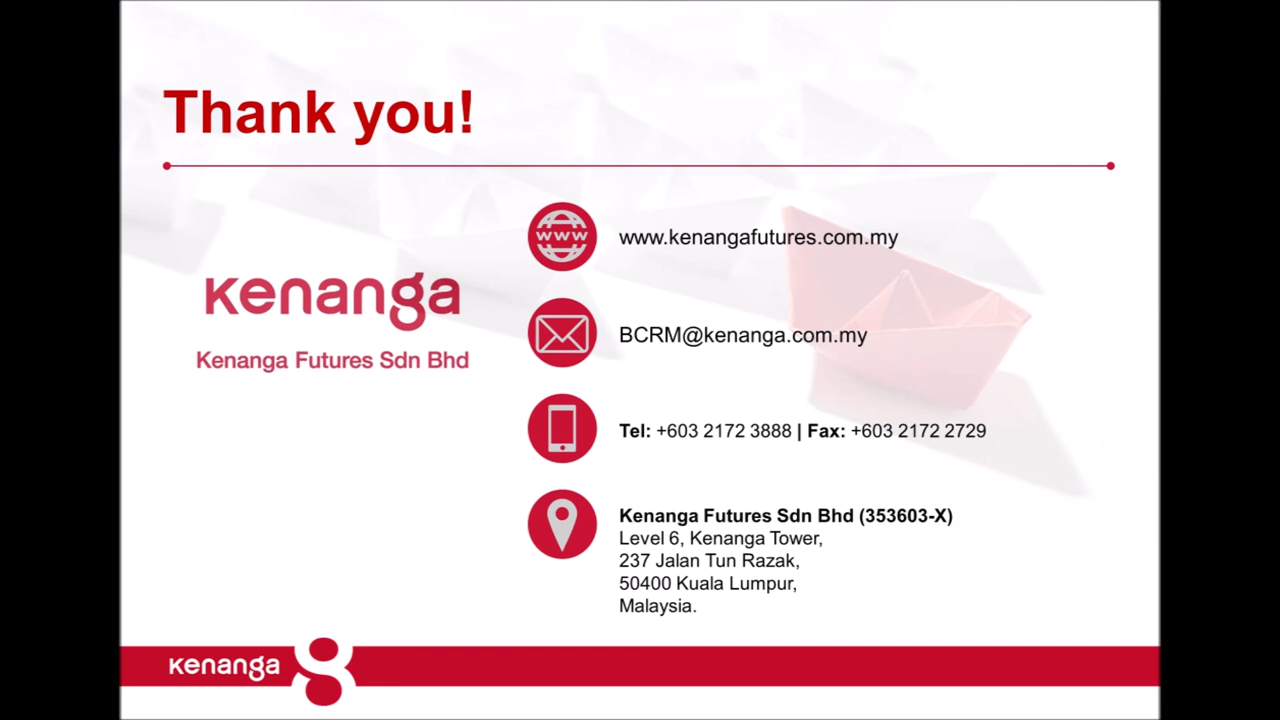 Thank you!
www
www.kenangafutures.com.my
kenanga
Kenanga Futures Sdn Bhd
BCRM@kenanga.com.my
Tel: +603 2172 3888 | Fax: +603 2172 2729
Kenanga Futures Sdn Bhd (353603-X)
Level 6, Kenanga Tower,
237 Jalan Tun Razak,
50400 Kuala Lumpur,
Malaysia.
kenanga